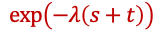 exp(−λ(s + t))